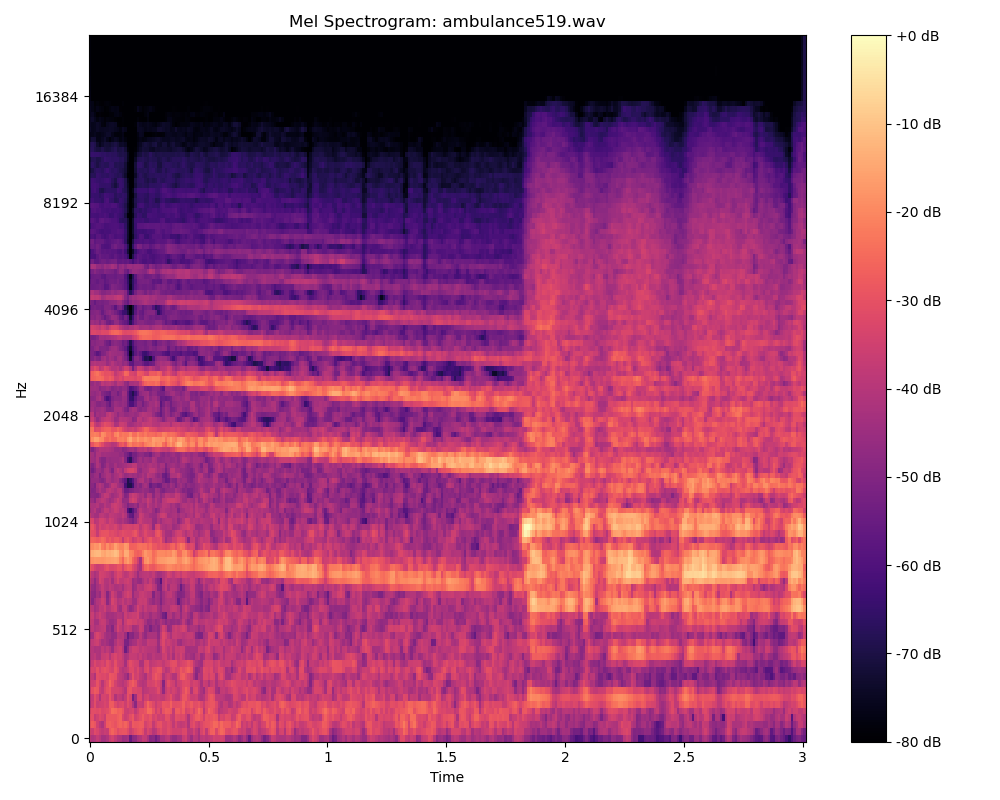 Mel Spectrogram: ambulance519.wav
+0 dB
16384
-10 dB
8192
-20 dB
4096
-30 dB
Hz
-40 dB
2048
-50 dB
1024
-60 dB
512
-70 dB
0
-80 dB
0 0.5 1 1.5 2 2.5 3
Time